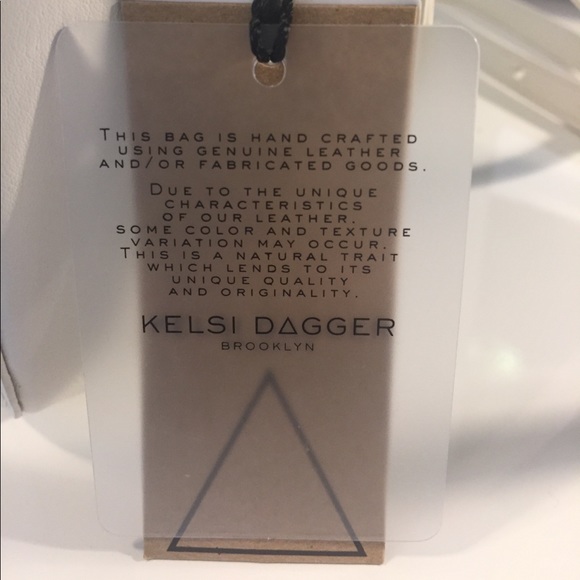 THIS BAG IS HAND CRAFTED
USING GENUINE LEATHER
AND/OR FABRICATED GOODS.
DUE TO THE UNIQUE
CHARACTERISTICS
OF OUR LEATHER.
SOME COLOR AND TEXTURE
VARIATION MAY OCCUR.
THIS IS A NATURAL TRAIT
WHICH LENDS TO ITS
UNIQUE QUALITY
AND ORIGINALITY.
KELSI DAGGER
BROOKLYN